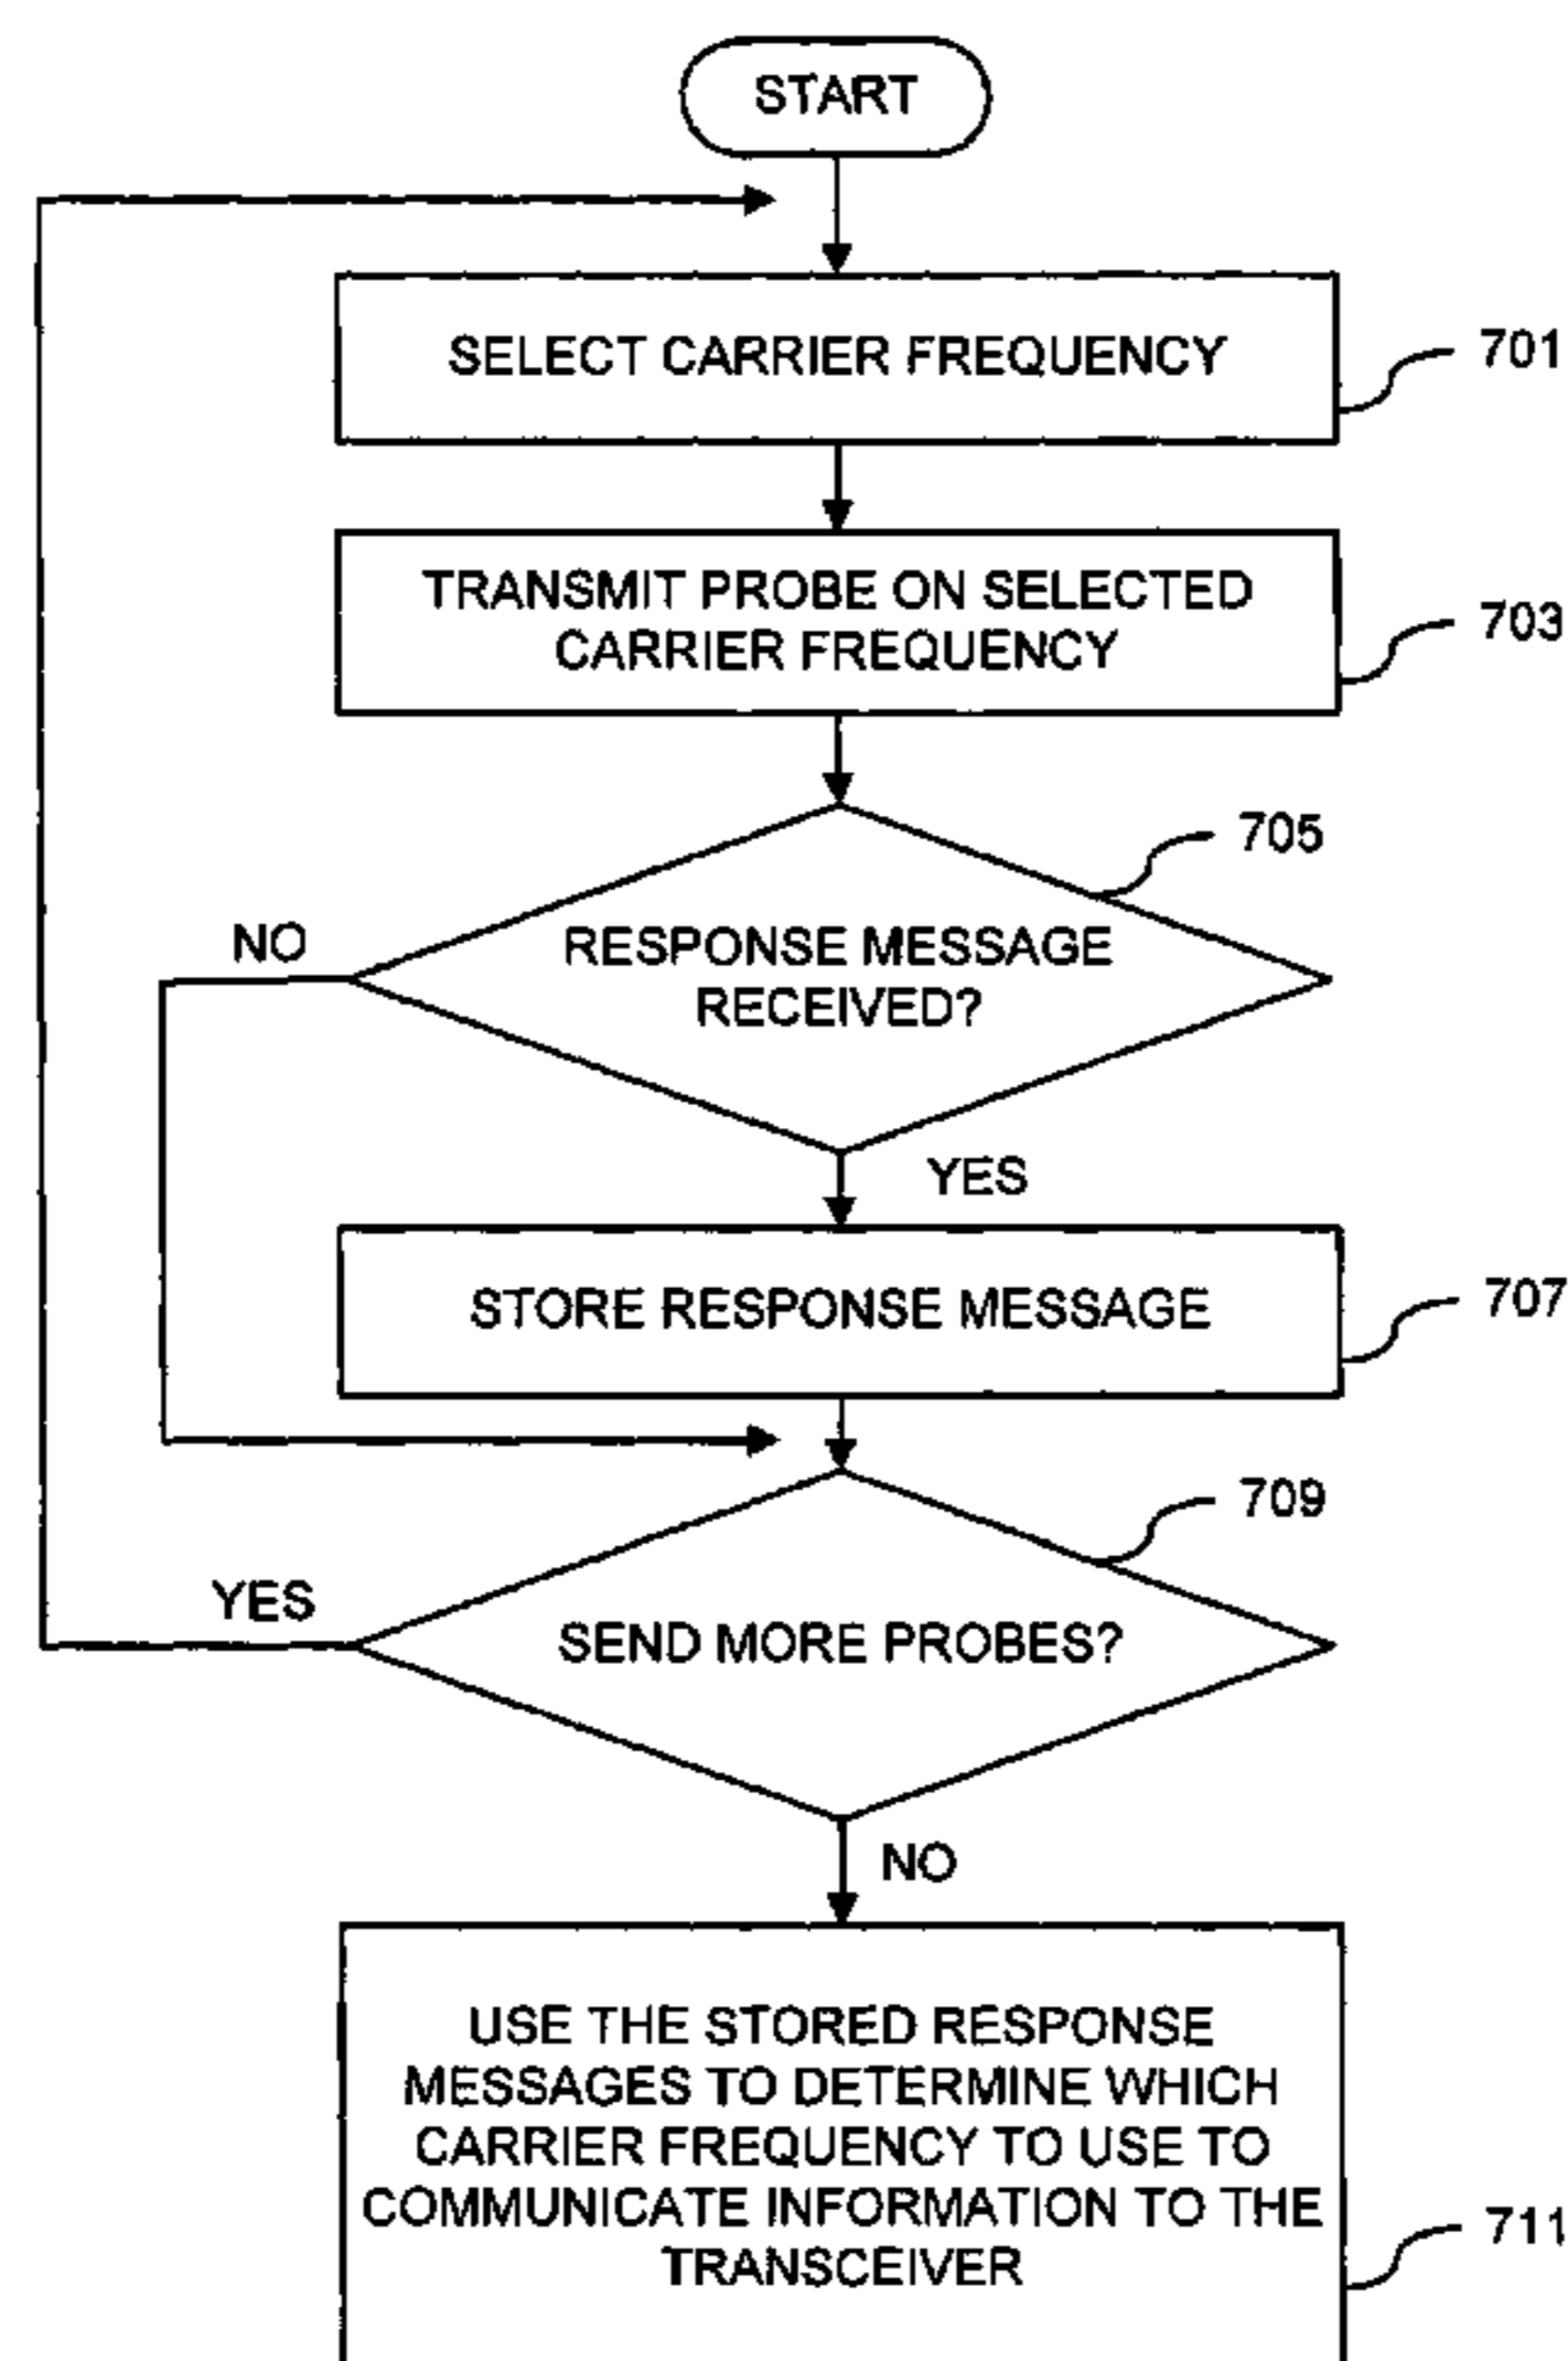 START
SELECT CARRIER FREQUENCY
701
TRANSMIT PROBE ON SELECTED
CARRIER FREQUENCY
703
705
NO
RESPONSE MESSAGE
RECEIVED?
YES
STORE RESPONSE MESSAGE
707
709
YES
SEND MORE PROBES?
NO
USE THE STORED RESPONSE
MESSAGES TO DETERMINE WHICH
CARRIER FREQUENCY TO USE TO
COMMUNICATE INFORMATION TO THE
TRANSCEIVER
711